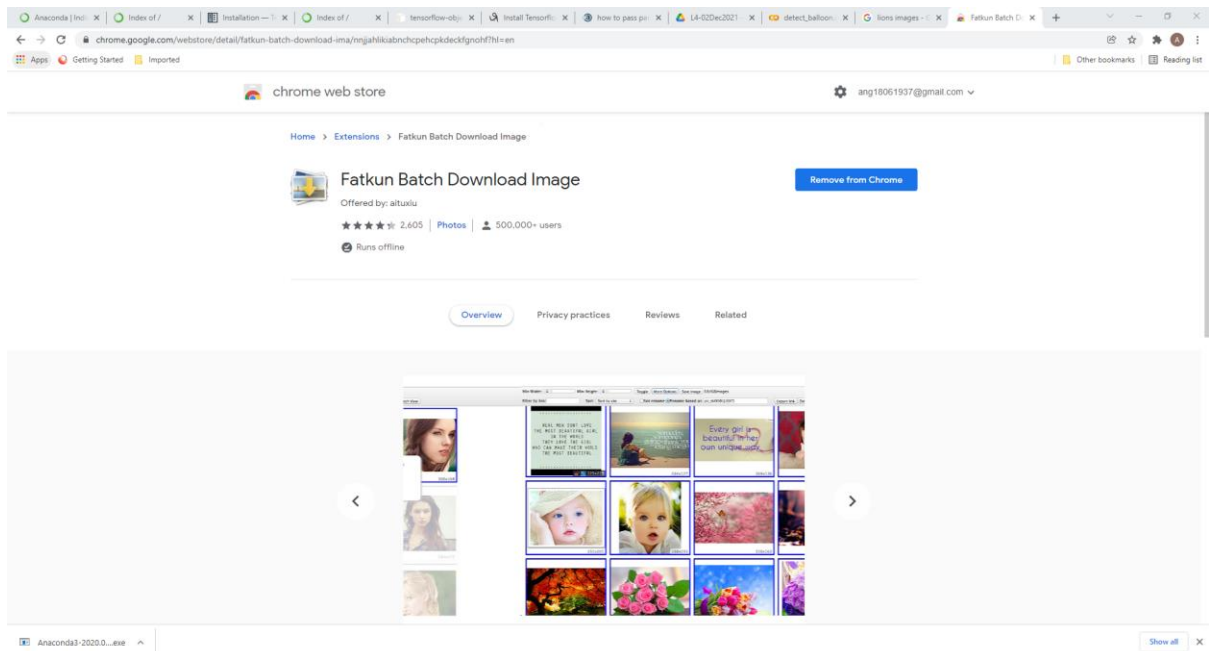 Anaconda | Indi
Index of /
Installation — T
Index of /
tensorflow-obje
Install Tensorflo
how to pass par
L4-02Dec2021 -
detect_balloon.
lions images - G
Fatkun Batch Do
chrome.google.com/webstore/detail/fatkun-batch-download-ima/nnjjahlikiabnchcpehcpkdeckfgnohf?hl=en
Apps Getting Started Imported Other bookmarks Reading list
chrome web store ang18061937@gmail.com
Home > Extensions > Fatkun Batch Download Image
Fatkun Batch Download Image
Remove from Chrome
Offered by: aituxiu
2,605 | Photos | 500,000+ users
Runs offline
Overview Privacy practices Reviews Related
REAL MEN DONT LOVE
THE MOST BEAUTIFUL GIRL
IN THE WORLD
THEY LOVE THE GIRL
WHO CAN MAKE THEIR WORLD
THE MOST BEAUTIFUL
Every girl is
beautiful in her
own unique way
Anaconda3-2020.0....exe Show all